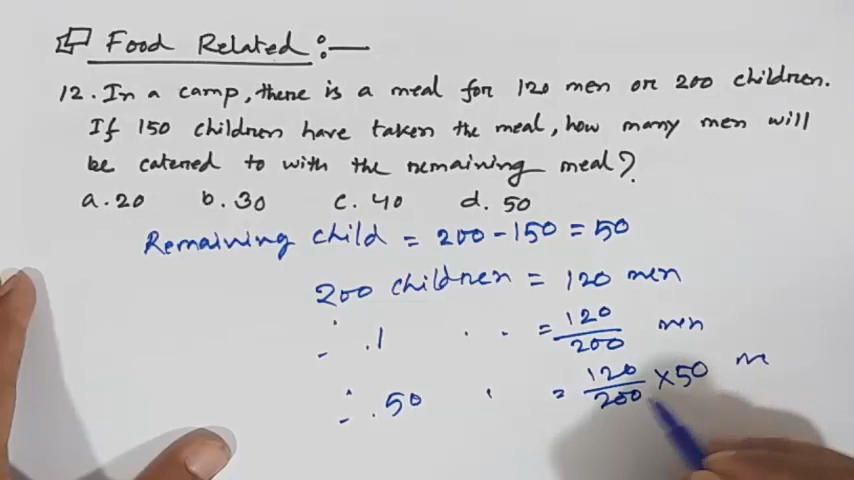 Food Related:—
12. In a camp, there is a meal for 120 men or 200 children.
If 150 children have taken the meal, how many men will
be catered to with the remaining meal?
a. 20 b. 30 c. 40 d. 50
Remaining child = 200 - 150 = 50
200 children = 120 men
∴ 1 " " = 120/200 men
∴ 50 " = 120/200 × 50 m